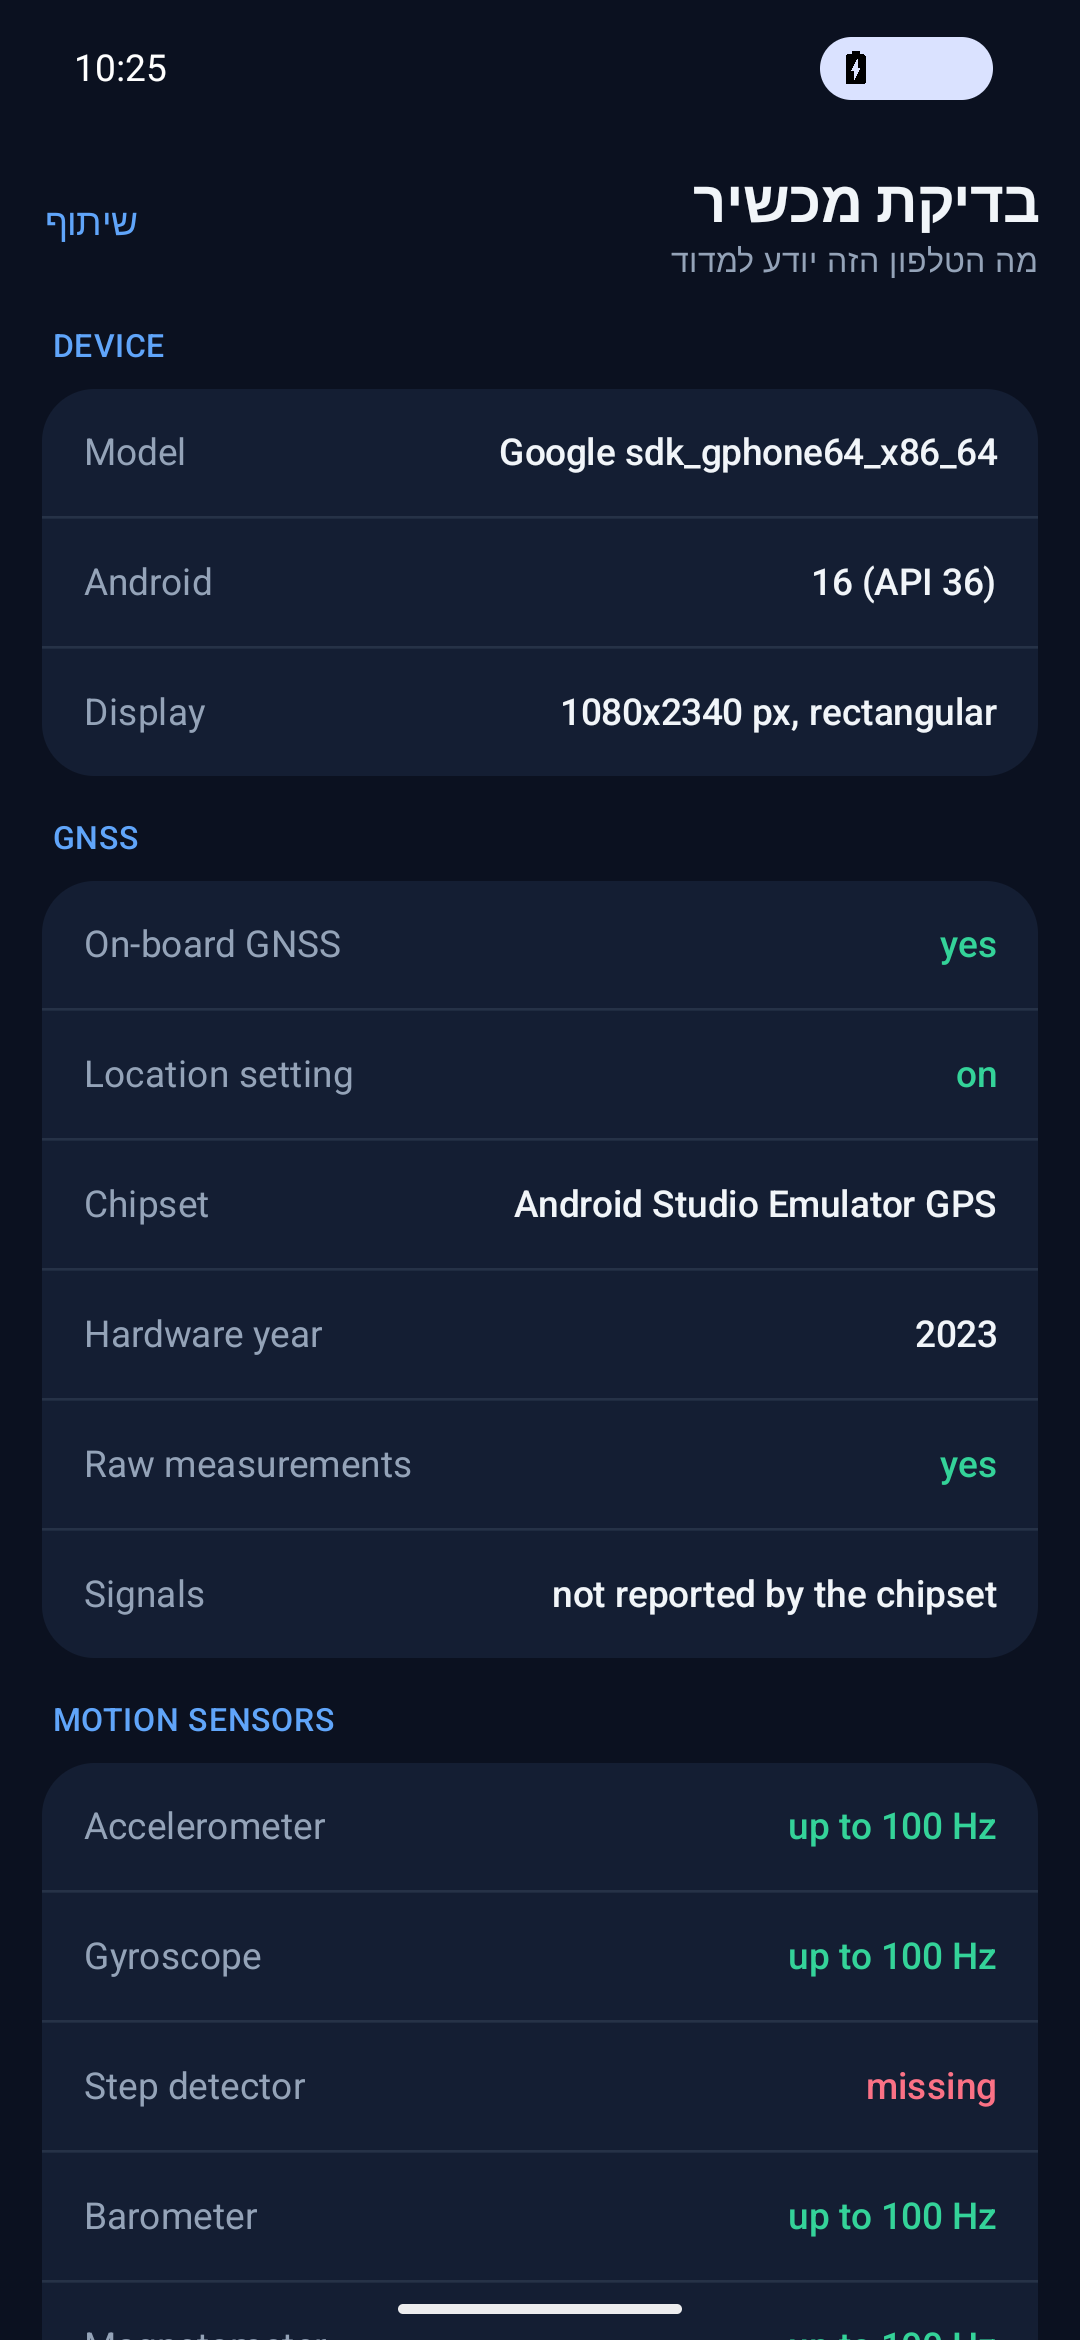 10:25
בדיקת מכשיר
מה הטלפון הזה יודע למדוד
שיתוף
DEVICE
Model Google sdk_gphone64_x86_64
Android 16 (API 36)
Display 1080x2340 px, rectangular
GNSS
On-board GNSS yes
Location setting on
Chipset Android Studio Emulator GPS
Hardware year 2023
Raw measurements yes
Signals not reported by the chipset
MOTION SENSORS
Accelerometer up to 100 Hz
Gyroscope up to 100 Hz
Step detector missing
Barometer up to 100 Hz